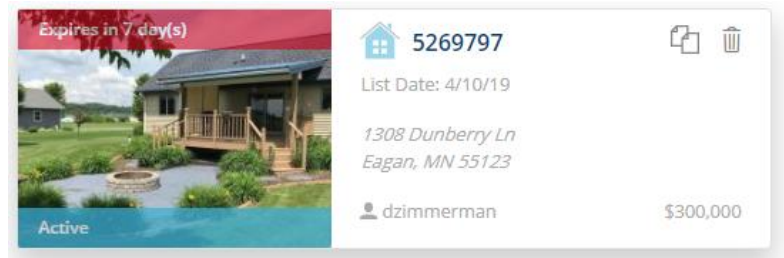 Expires in 7 day(s)
5269797
List Date: 4/10/19
1308 Dunberry Ln
Eagan, MN 55123
dzimmerman
$300,000
Active